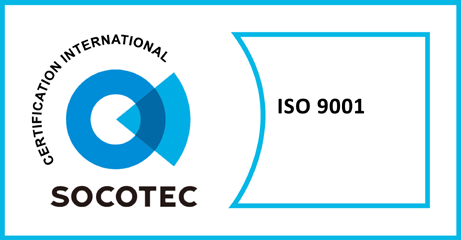 CERTIFICATION INTERNATIONAL
SOCOTEC
ISO 9001